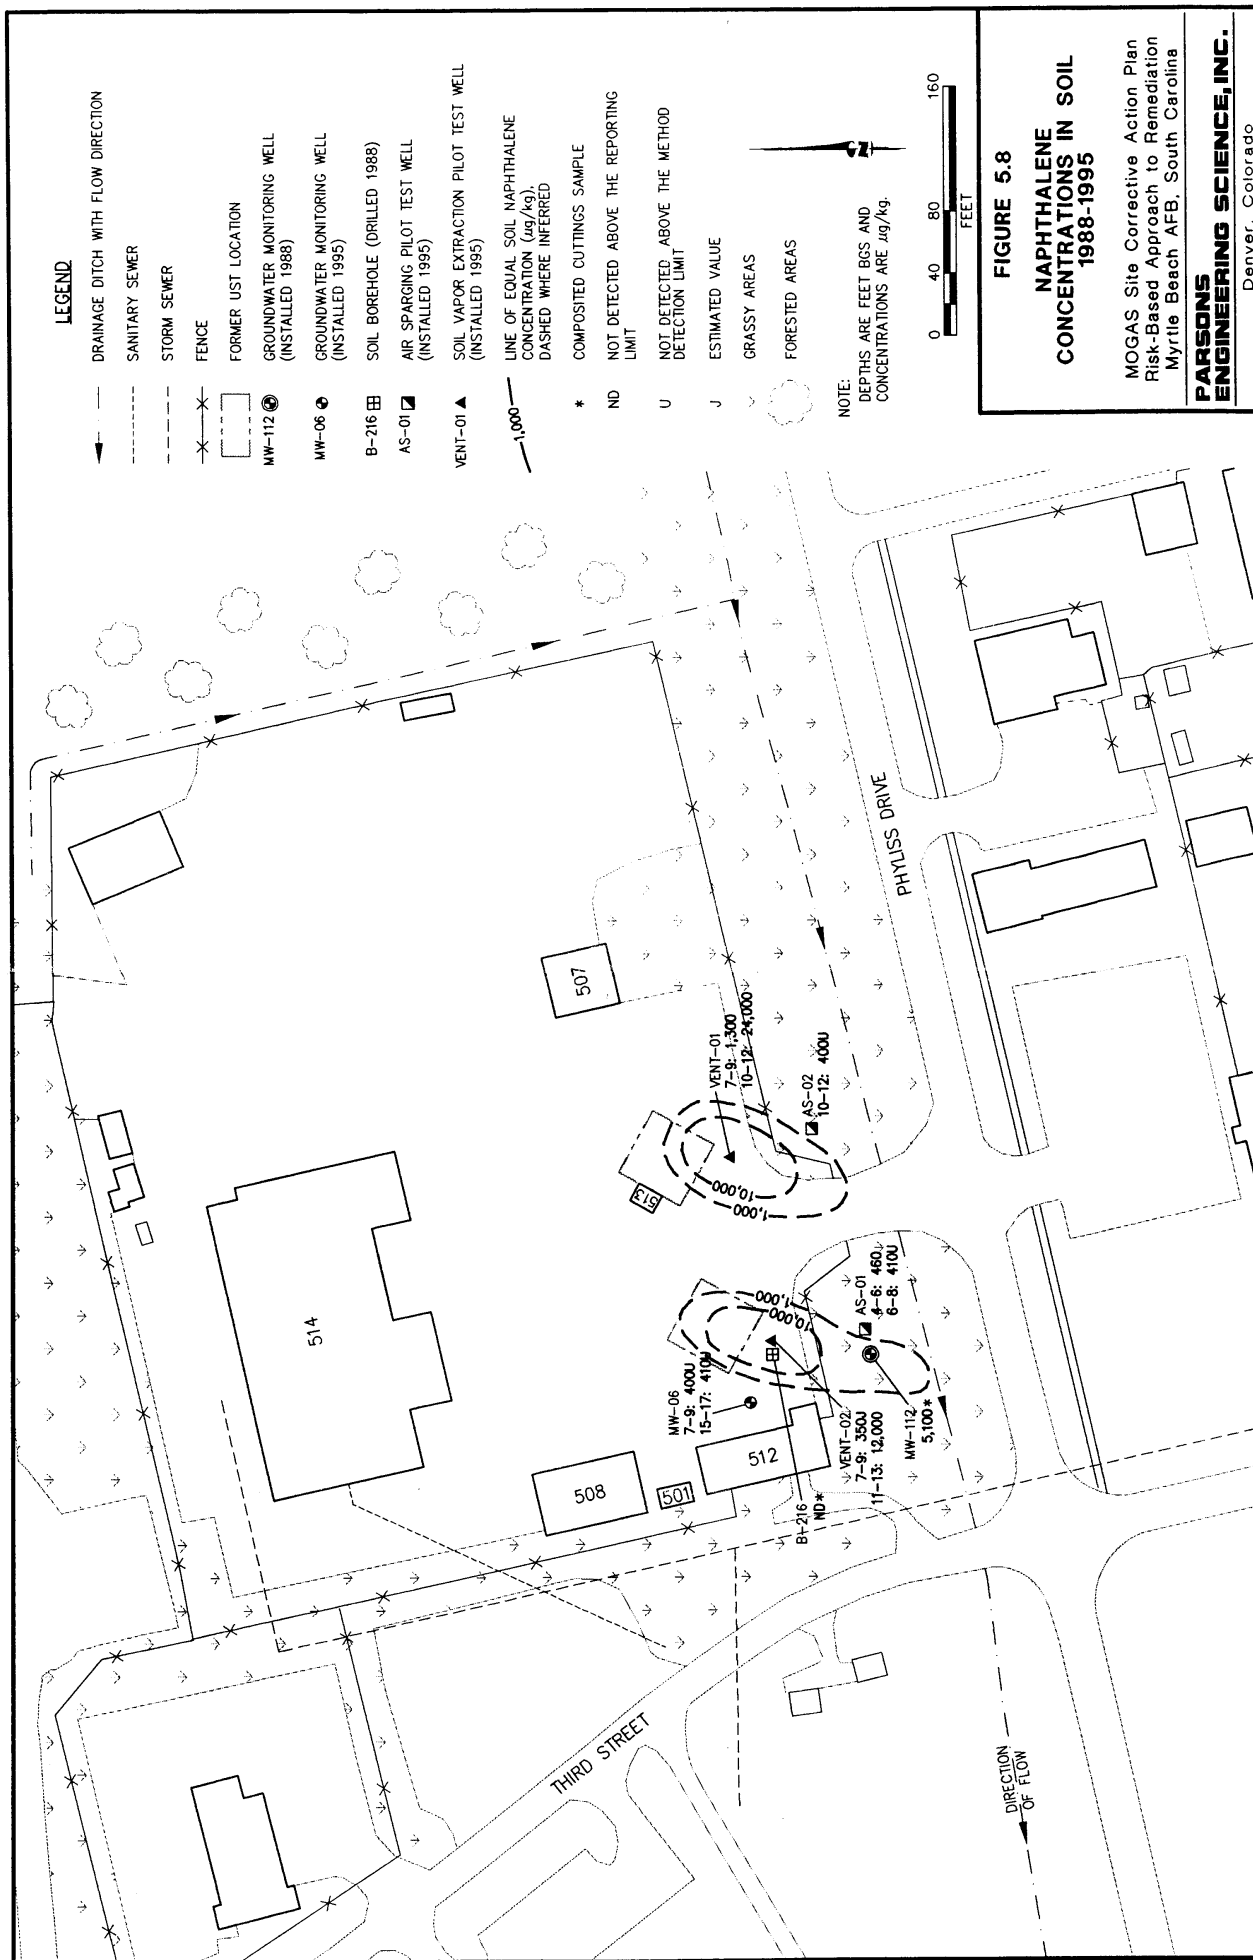 LEGEND
DRAINAGE DITCH WITH FLOW DIRECTION
SANITARY SEWER
STORM SEWER
FENCE
FORMER UST LOCATION
MW-112
GROUNDWATER MONITORING WELL
(INSTALLED 1988)
MW-06
GROUNDWATER MONITORING WELL
(INSTALLED 1995)
B-216
SOIL BOREHOLE (DRILLED 1988)
AS-01
AIR SPARGING PILOT TEST WELL
(INSTALLED 1995)
VENT-01
SOIL VAPOR EXTRACTION PILOT TEST WELL
(INSTALLED 1995)
1,000
LINE OF EQUAL SOIL NAPHTHALENE
CONCENTRATION (µg/kg),
DASHED WHERE INFERRED
*
COMPOSITED CUTTINGS SAMPLE
ND
NOT DETECTED ABOVE THE REPORTING
LIMIT
U
NOT DETECTED ABOVE THE METHOD
DETECTION LIMIT
J
ESTIMATED VALUE
GRASSY AREAS
FORESTED AREAS
NOTE:
DEPTHS ARE FEET BGS AND
CONCENTRATIONS ARE µg/kg.
N
0 40 80 160
FEET
FIGURE 5.8
NAPHTHALENE
CONCENTRATIONS IN SOIL
1988-1995
MOGAS Site Corrective Action Plan
Risk-Based Approach to Remediation
Myrtle Beach AFB, South Carolina
PARSONS
ENGINEERING SCIENCE, INC.
Denver, Colorado
514
507
513
508
501
512
VENT-01
7-9: 1,300
10-12: 24,000
AS-02
10-12: 400U
10,000
1,000
1,000
10,000
MW-06
7-9: 400U
15-17: 410U
AS-01
4-6: 460J
6-8: 410U
VENT-02
7-9: 350J
11-13: 12,000
MW-112
5,100*
B-216
ND*
PHYLISS DRIVE
THIRD STREET
DIRECTION
OF FLOW